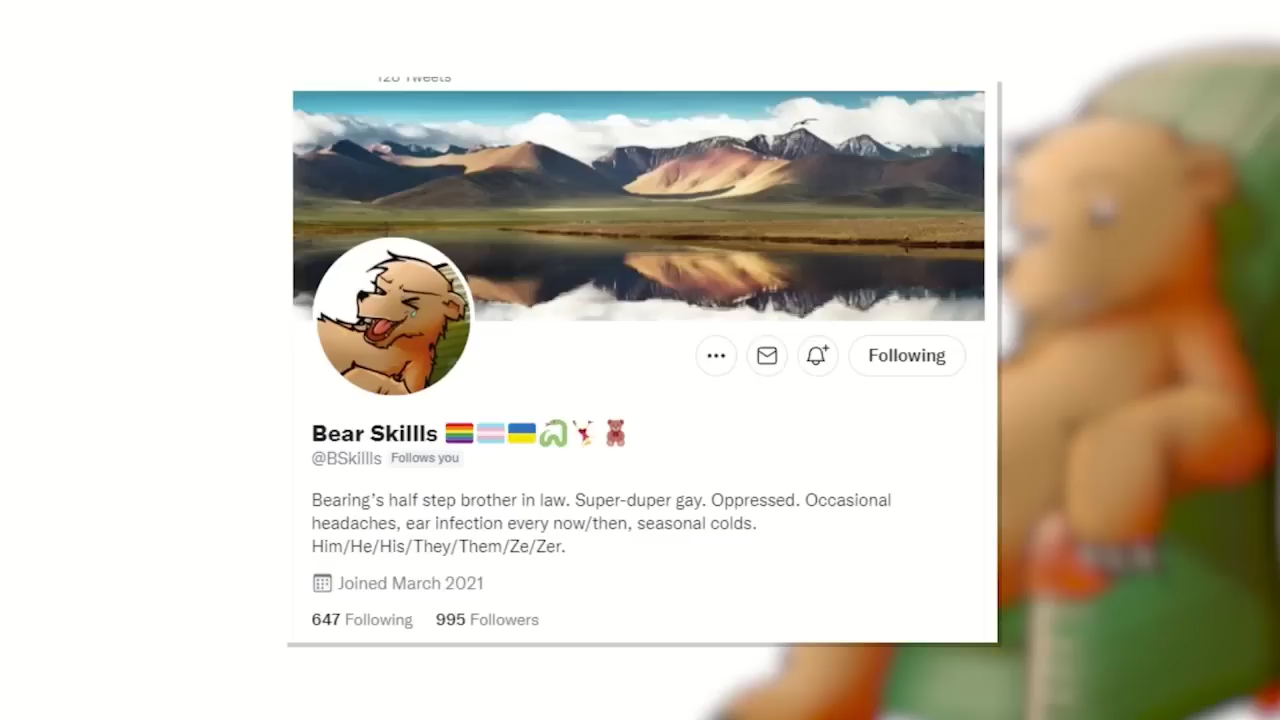 120 Tweets
Following
Bear Skillls
@BSkillls Follows you
Bearing's half step brother in law. Super-duper gay. Oppressed. Occasional
headaches, ear infection every now/then, seasonal colds.
Him/He/His/They/Them/Ze/Zer.
Joined March 2021
647 Following 995 Followers